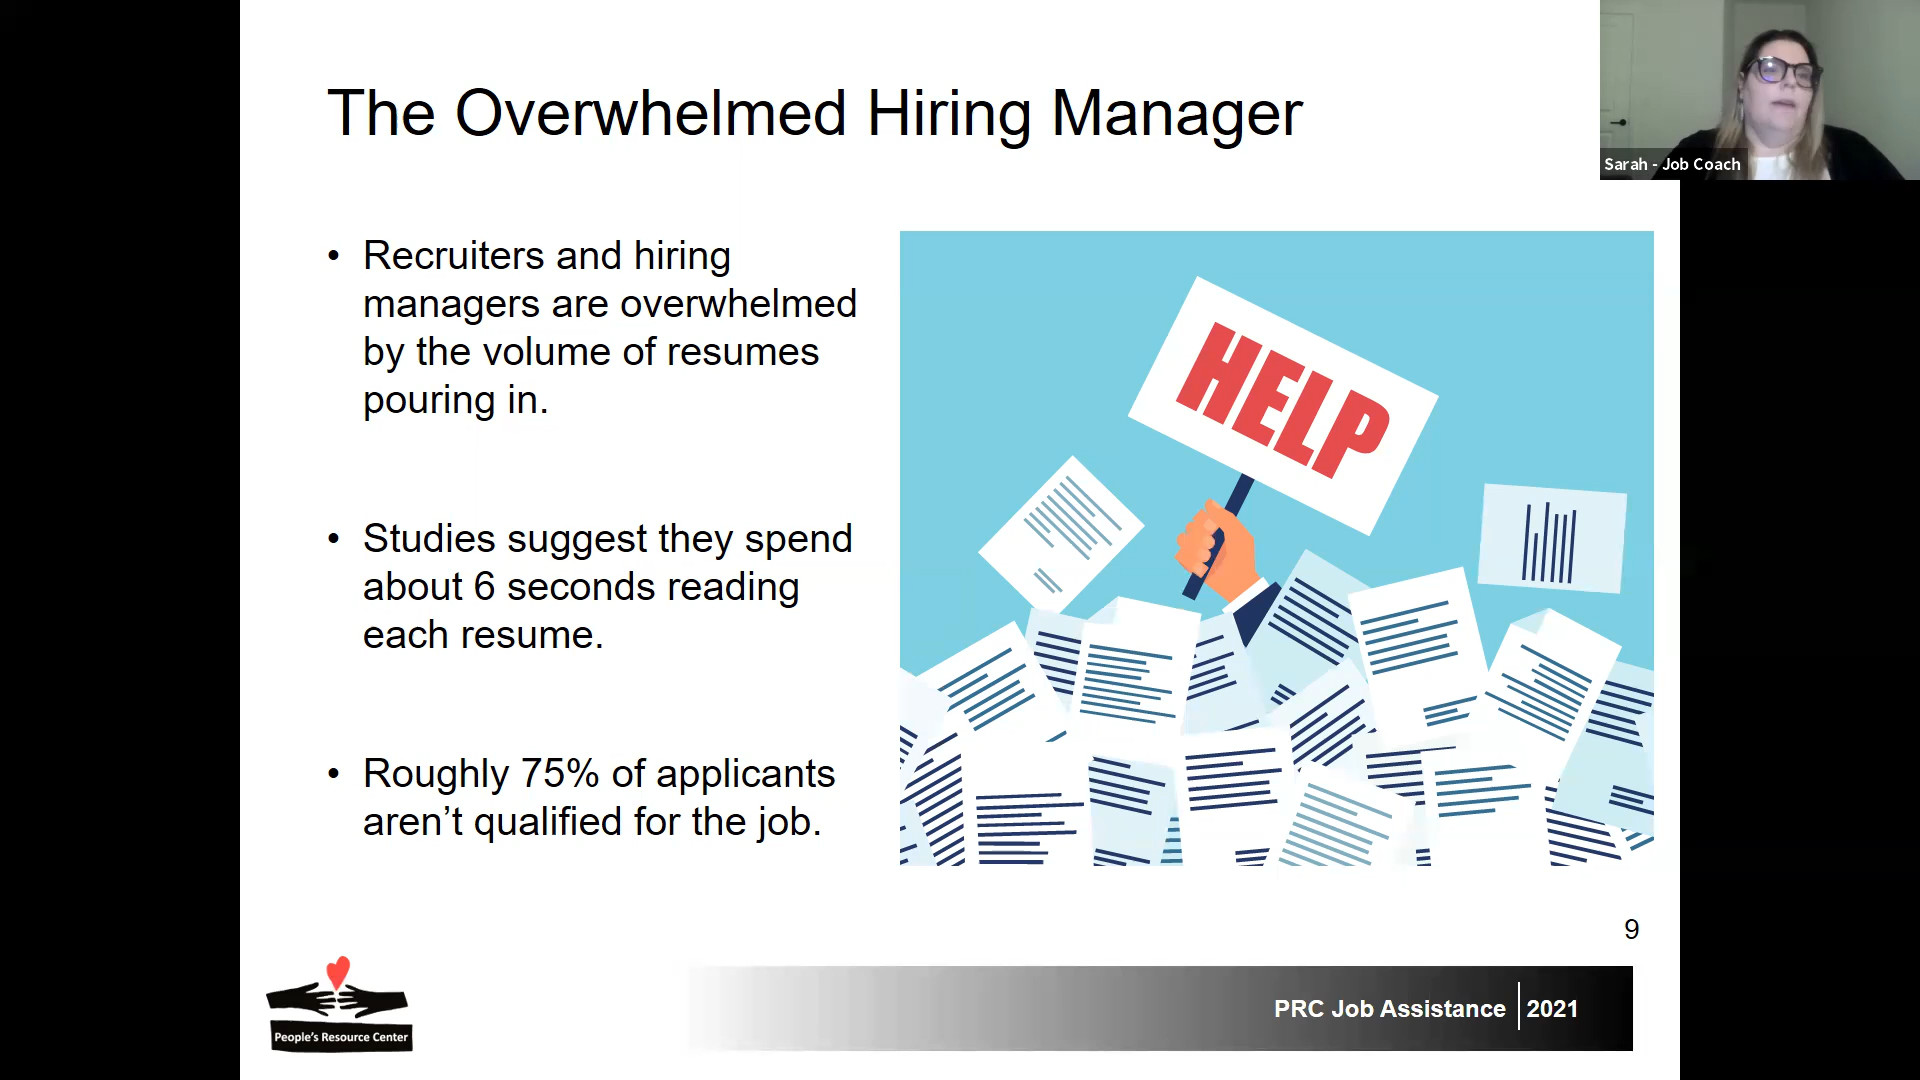 The Overwhelmed Hiring Manager
Sarah - Job Coach
• Recruiters and hiring
managers are overwhelmed
by the volume of resumes
pouring in.
• Studies suggest they spend
about 6 seconds reading
each resume.
• Roughly 75% of applicants
aren’t qualified for the job.
HELP
9
People's Resource Center
PRC Job Assistance | 2021